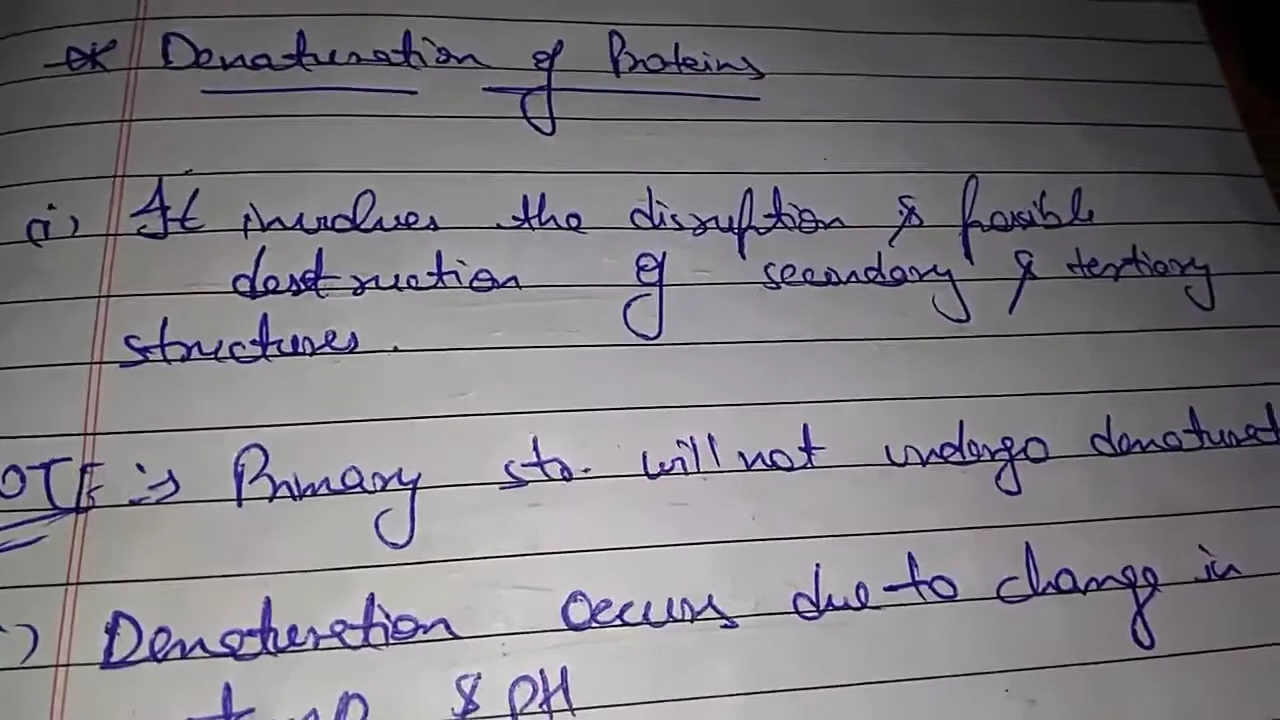 Denaturation of Proteins
(i) It involves the disruption & possible
destruction of secondary & tertiary
structures.
OTE :→ Primary str. will not undergo denaturat
) Denaturation occurs due to change in
temp & PH